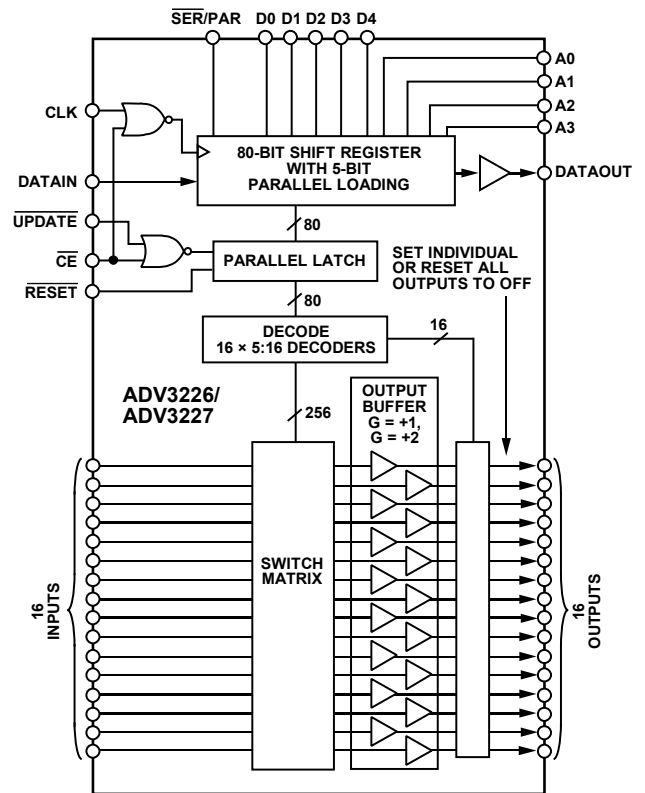 SER/PAR D0 D1 D2 D3 D4
A0
A1
A2
A3
CLK
80-BIT SHIFT REGISTER
WITH 5-BIT
PARALLEL LOADING
DATAOUT
DATAIN
UPDATE
80
CE
PARALLEL LATCH
SET INDIVIDUAL
OR RESET ALL
OUTPUTS TO OFF
RESET
80
DECODE
16 × 5:16 DECODERS
16
ADV3226/
ADV3227
256
OUTPUT
BUFFER
G = +1,
G = +2
SWITCH
MATRIX
16
INPUTS
16
OUTPUTS